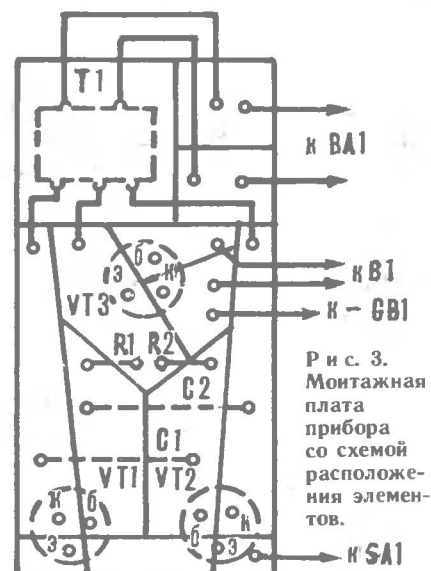 T1
к BA1
б
э
к
VT3
к B1
к – GB1
R1
R2
C2
C1
VT1
VT2
к
б
э
б
к
э
к SA1
Рис. 3.
Монтажная
плата
прибора
со схемой
расположе-
ния элемен-
тов.